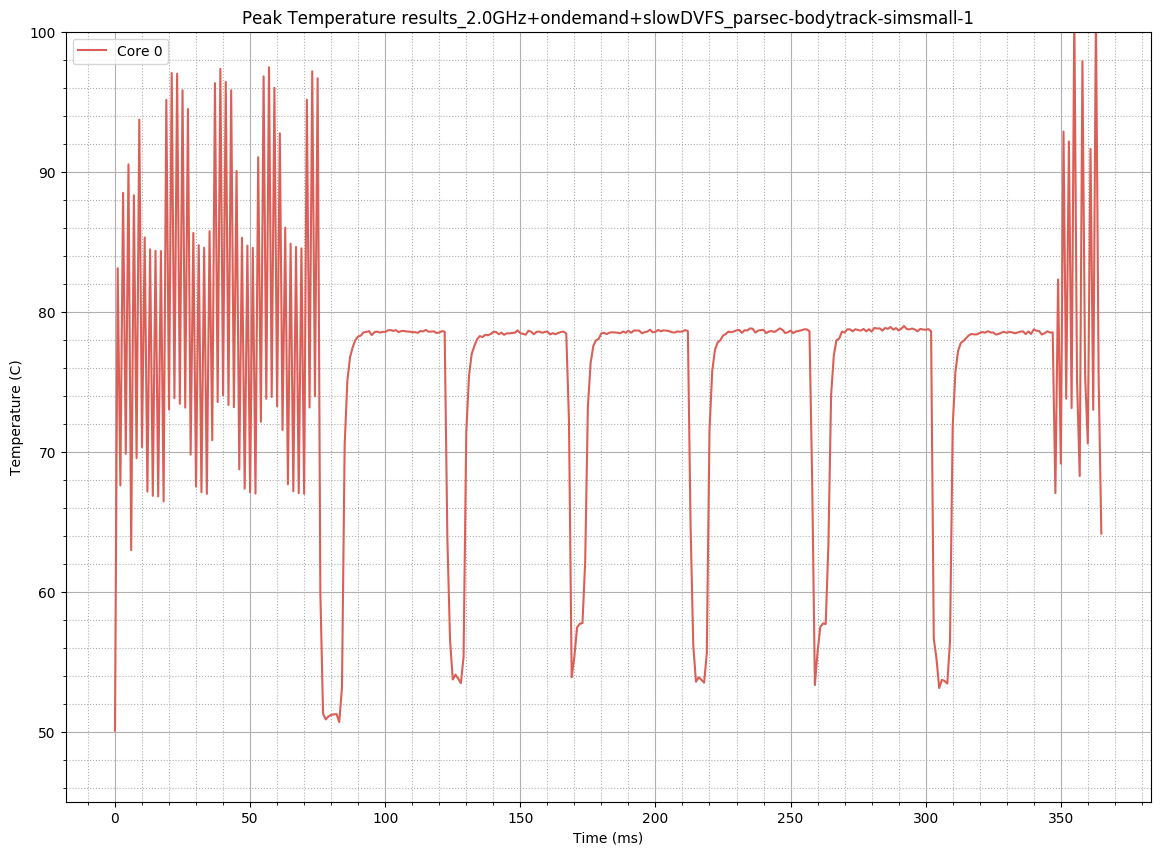 Peak Temperature results_2.0GHz+ondemand+slowDVFS_parsec-bodytrack-simsmall-1
Core 0
Temperature (C)
100
90
80
70
60
50
0 50 100 150 200 250 300 350
Time (ms)